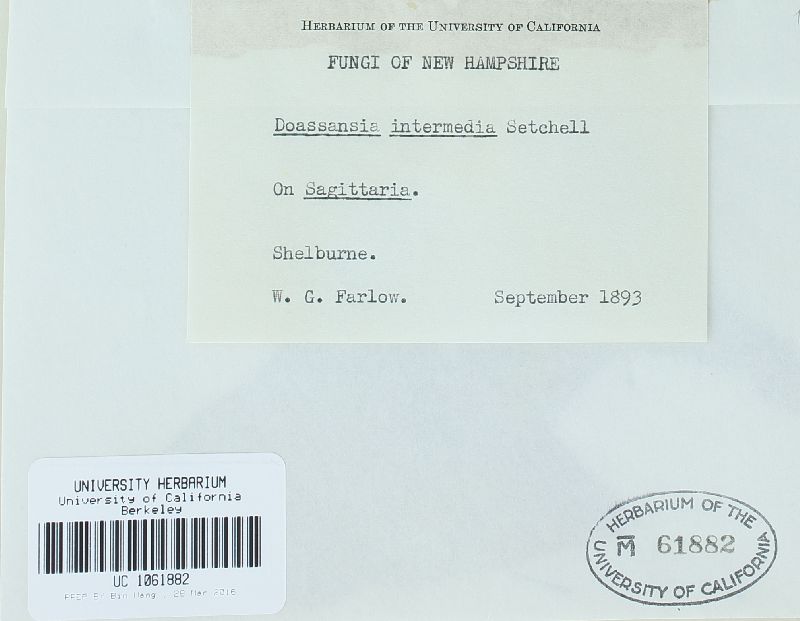 HERBARIUM OF THE UNIVERSITY OF CALIFORNIA
FUNGI OF NEW HAMPSHIRE
Doassansia intermedia Setchell
On Sagittaria.
Shelburne.
W. G. Farlow. September 1893
UNIVERSITY HERBARIUM
University of California
Berkeley
UC 1061882
HERBARIUM OF THE
M 61882
UNIVERSITY OF CALIFORNIA